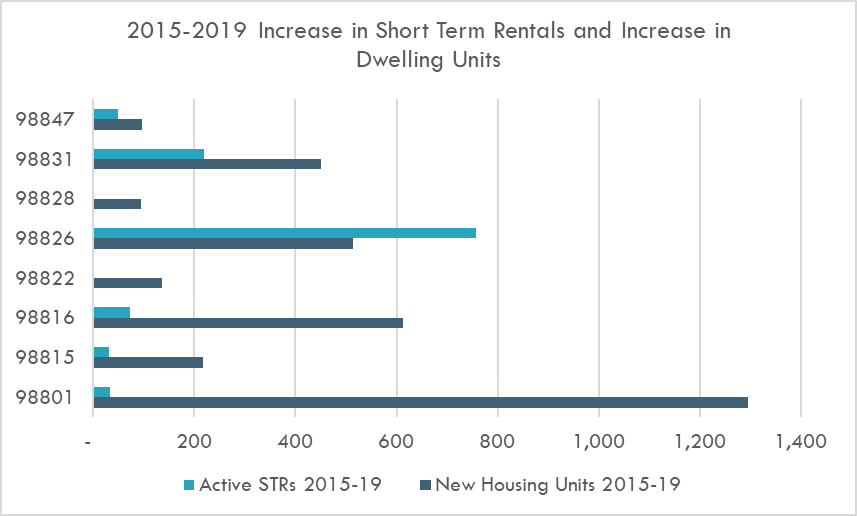 2015-2019 Increase in Short Term Rentals and Increase in
Dwelling Units
98847
98831
98828
98826
98822
98816
98815
98801
- 200 400 600 800 1,000 1,200 1,400
Active STRs 2015-19 New Housing Units 2015-19